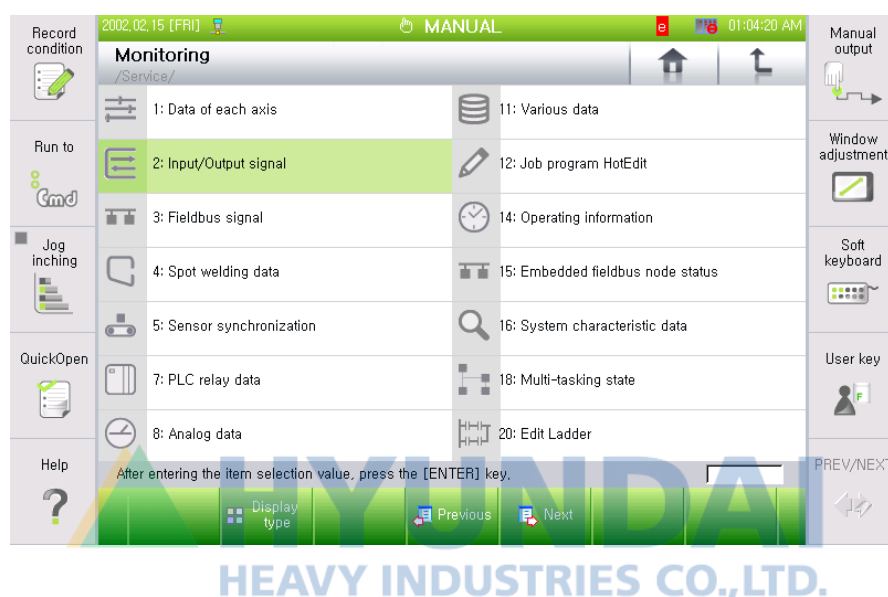 2002,02,15 [FRI]
MANUAL
e
01:04:20 AM
Record
condition
Run to
Cmd
Jog
inching
QuickOpen
Help
?
Monitoring
/Service/
1: Data of each axis
2: Input/Output signal
3: Fieldbus signal
4: Spot welding data
5: Sensor synchronization
7: PLC relay data
8: Analog data
11: Various data
12: Job program HotEdit
14: Operating information
15: Embedded fieldbus node status
16: System characteristic data
18: Multi-tasking state
20: Edit Ladder
After entering the item selection value, press the [ENTER] key,
Display
type
Previous
Next
Manual
output
Window
adjustment
Soft
keyboard
User key
F
PREV/NEXT
HYUNDAI
HEAVY INDUSTRIES CO.,LTD.